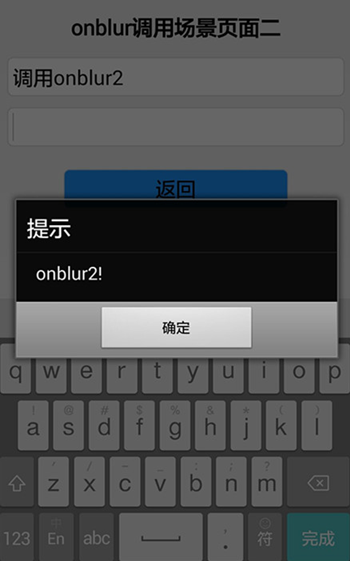 onblur调用场景页面二
调用onblur2
返回
提示
onblur2!
确定
q w e r t y u i o p
! @ # $ % & * ( )
a s d f g h j k l
z x c v b n m
中
123 En abc , . 符 完成